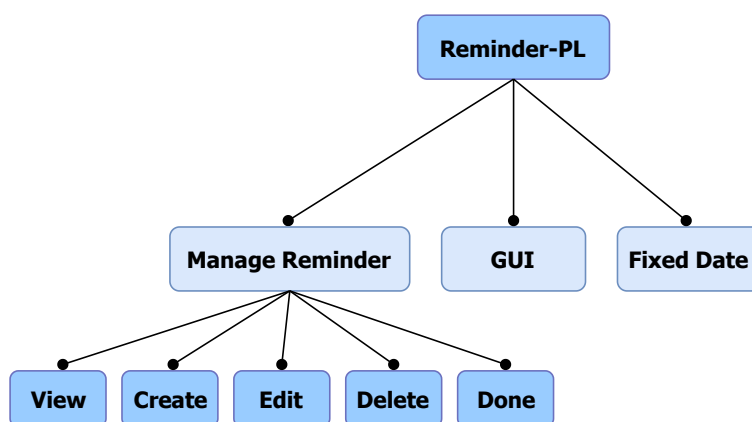 Reminder-PL
Manage Reminder
GUI
Fixed Date
View
Create
Edit
Delete
Done